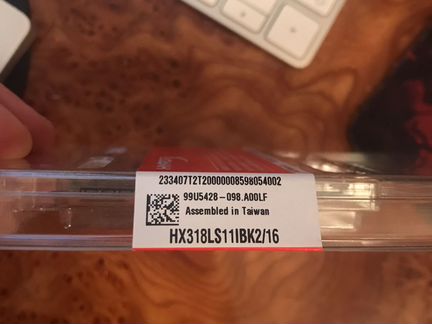 233407T2T20000008598054002
99U5428-098.A00LF
Assembled in Taiwan
HX318LS11IBK2/16